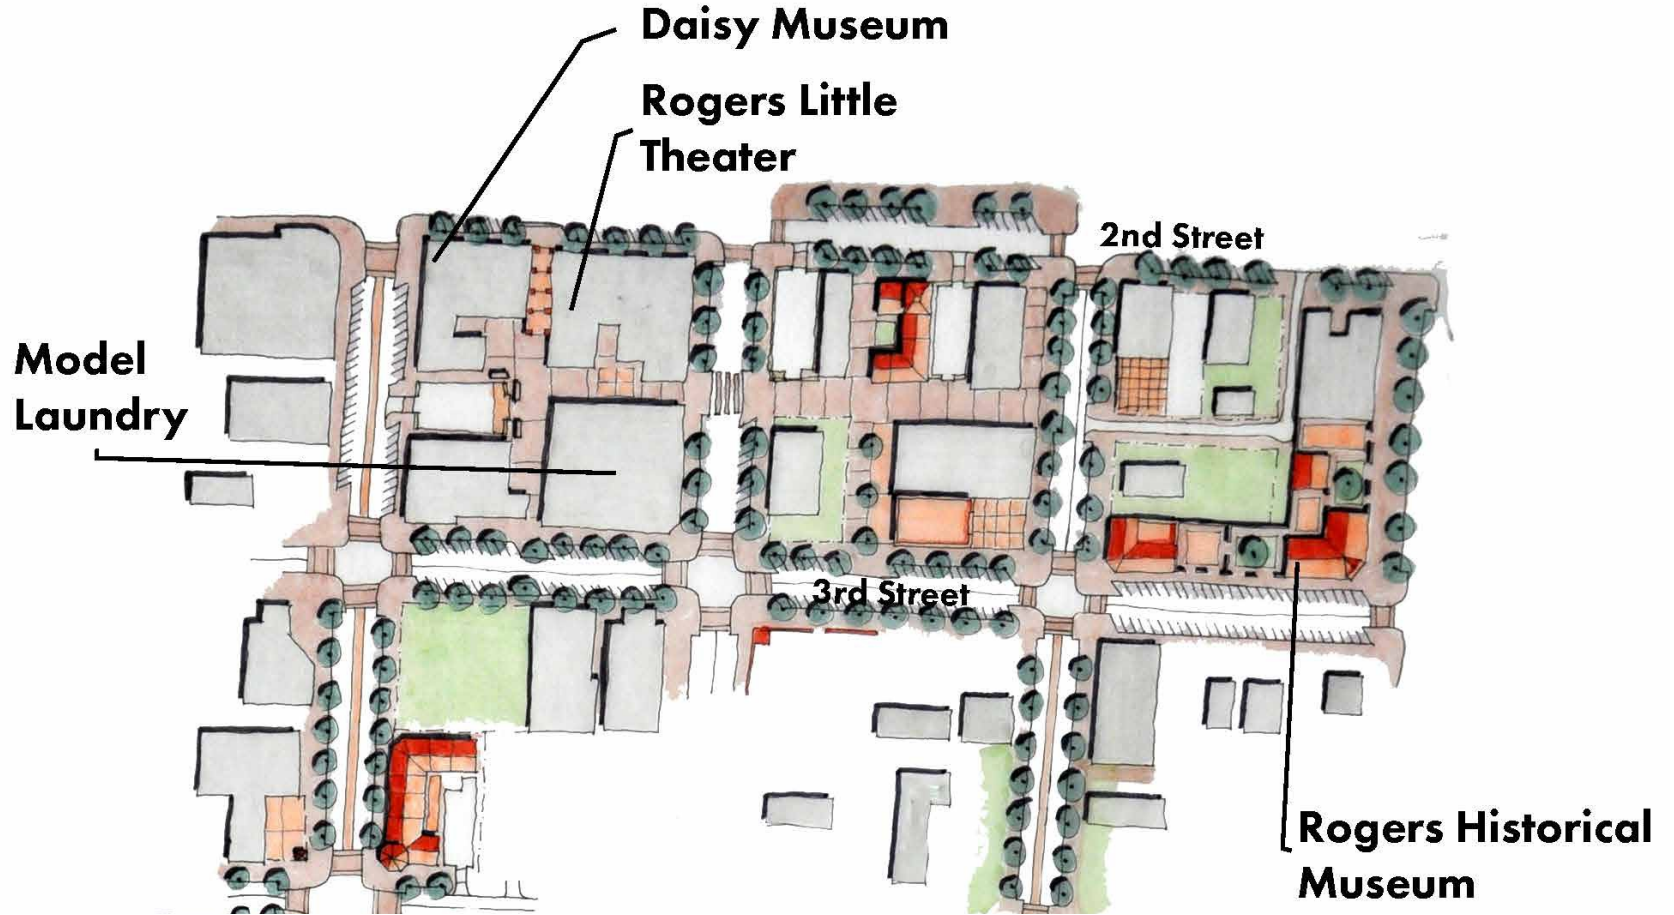 Daisy Museum
Rogers Little
Theater
2nd Street
Model
Laundry
3rd Street
Rogers Historical
Museum